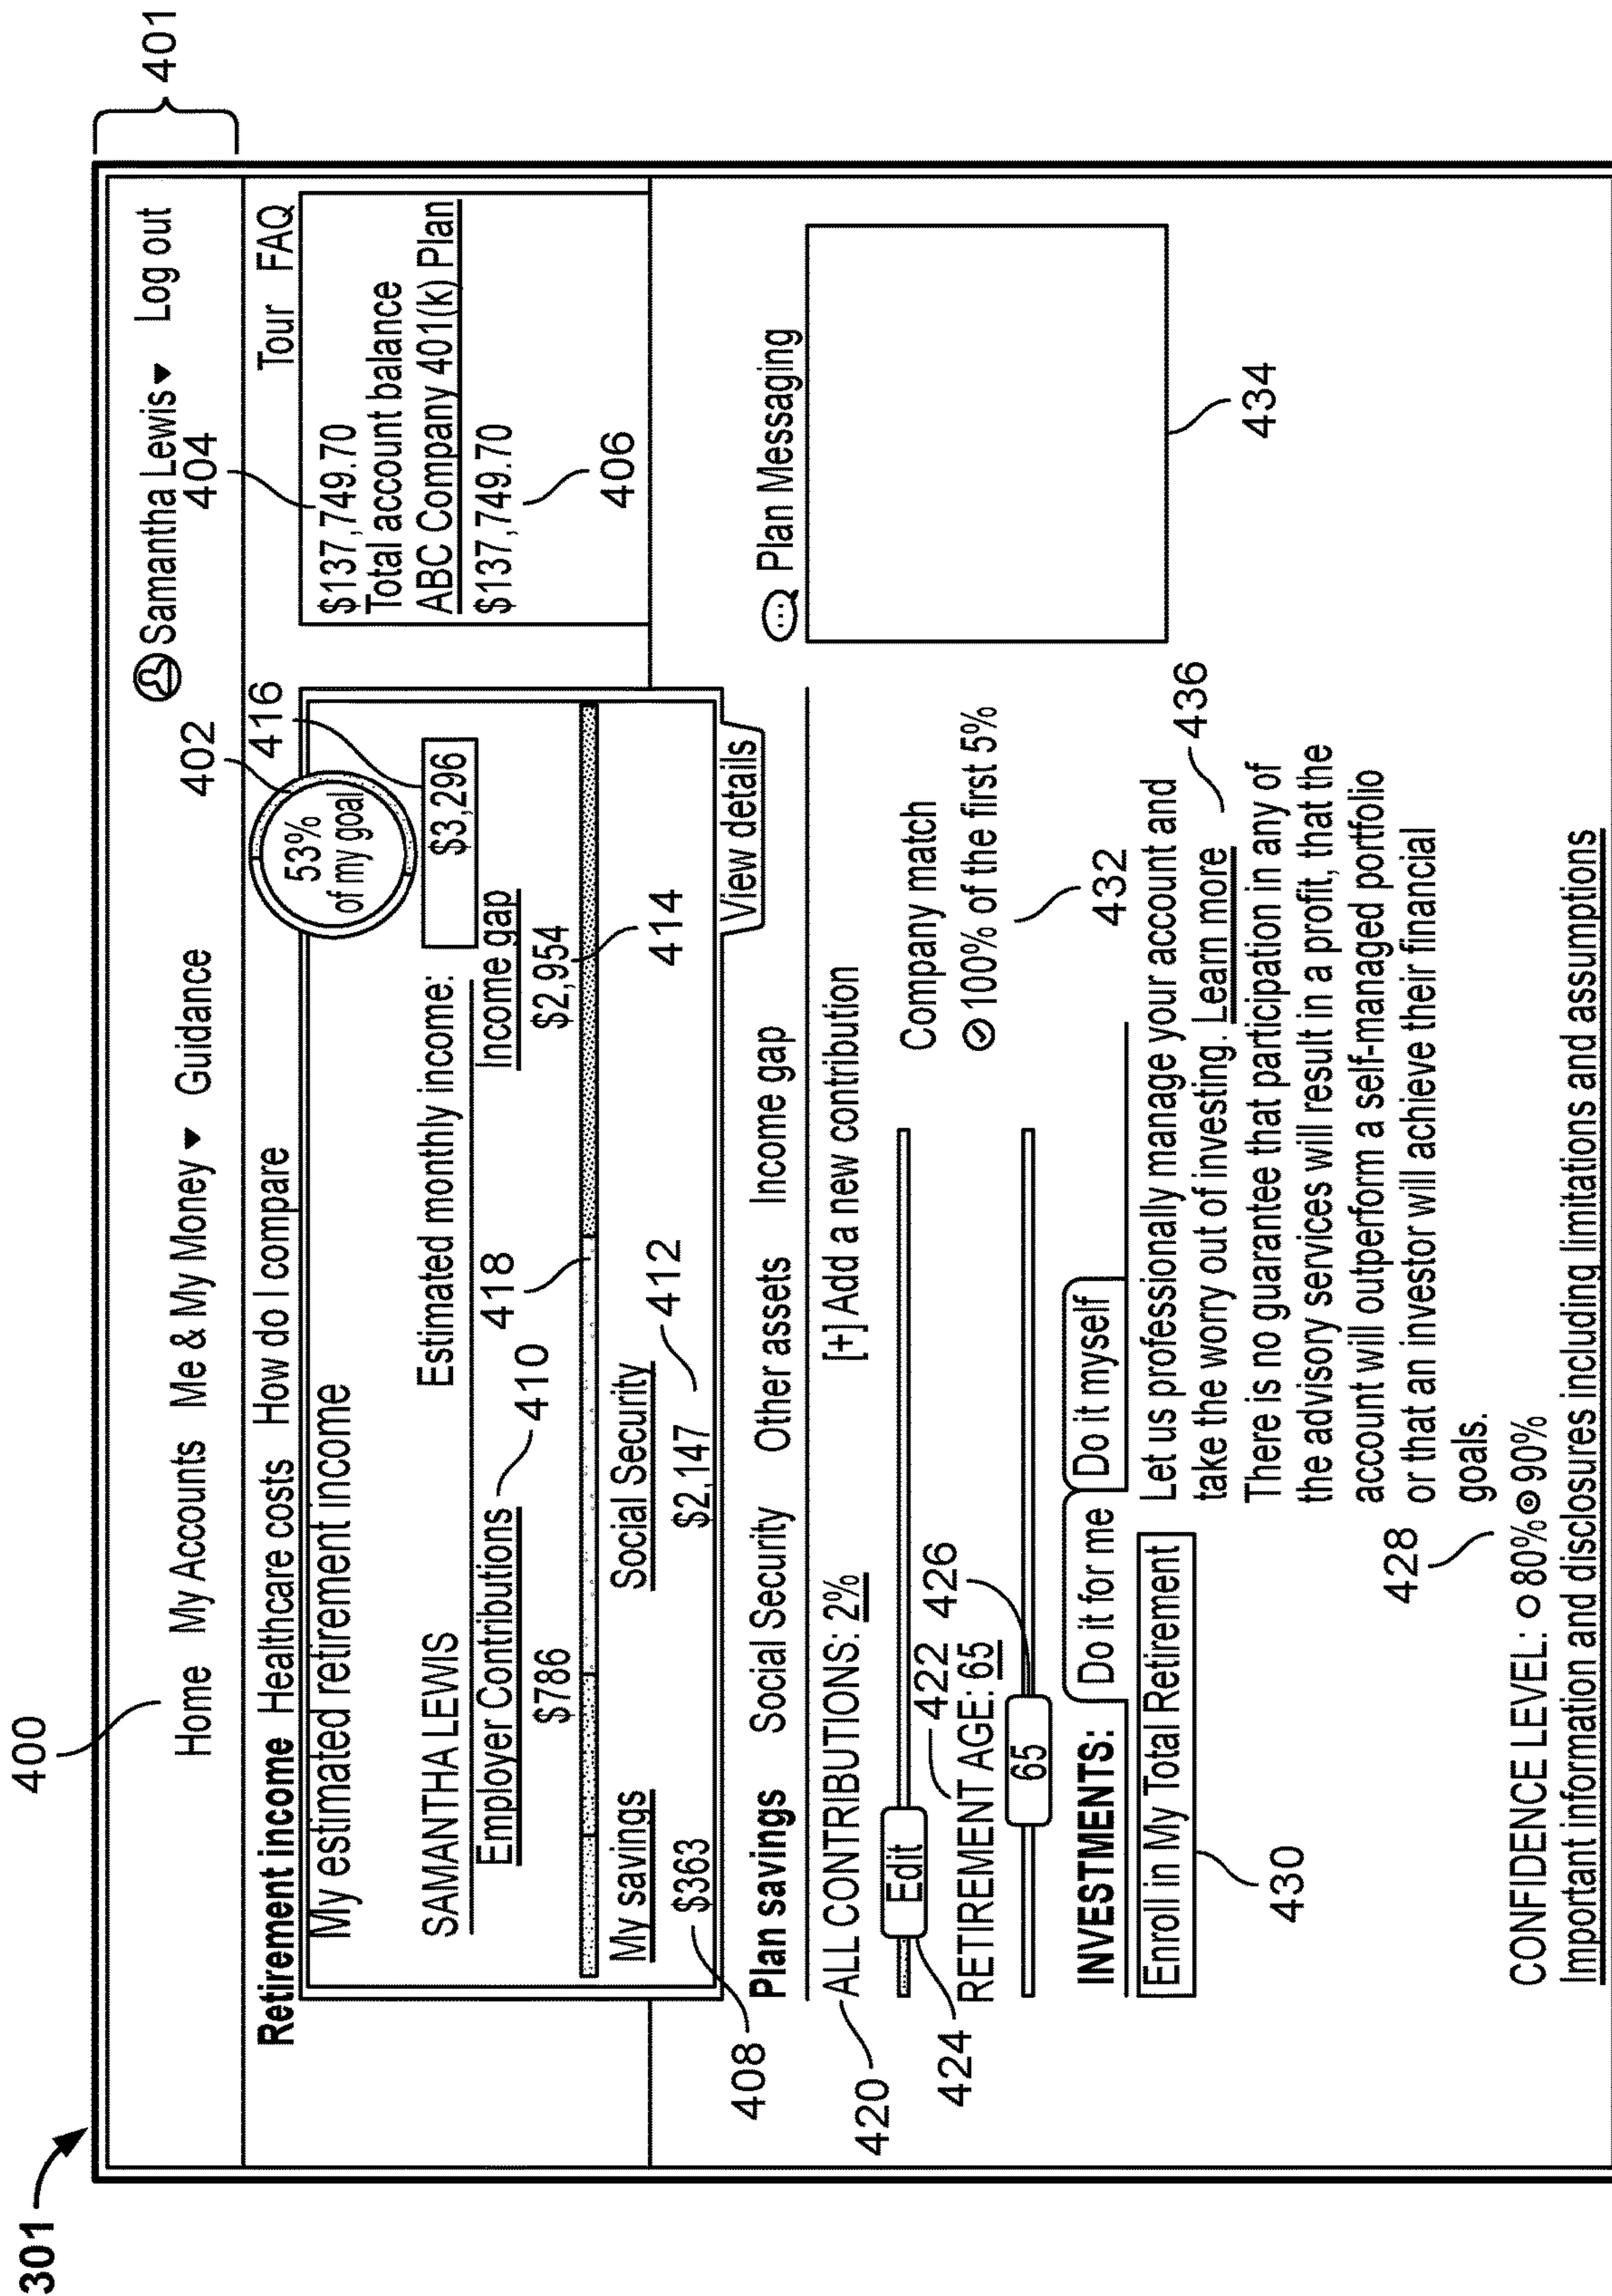 301
400
401
Home My Accounts Me & My Money ▼ Guidance
Samantha Lewis ▼ Log out
402
404
416
Retirement income Healthcare costs How do I compare
Tour FAQ
My estimated retirement income
53%
of my goal
$137,749.70
Total account balance
ABC Company 401(k) Plan
$137,749.70
406
SAMANTHA LEWIS
Estimated monthly income: $3,296
Employer Contributions
410
418
Income gap
$786
$2,954
414
My savings
Social Security
412
$363
$2,147
408
View details
Plan savings Social Security Other assets Income gap
Plan Messaging
434
420
ALL CONTRIBUTIONS: 2%
[+] Add a new contribution
Edit
424
422
426
Company match
100% of the first 5%
432
RETIREMENT AGE: 65
65
INVESTMENTS: Do it for me Do it myself
Enroll in My Total Retirement
430
Let us professionally manage your account and
take the worry out of investing. Learn more
436
There is no guarantee that participation in any of
the advisory services will result in a profit, that the
account will outperform a self-managed portfolio
or that an investor will achieve their financial
goals.
428
CONFIDENCE LEVEL: 80% 90%
Important information and disclosures including limitations and assumptions